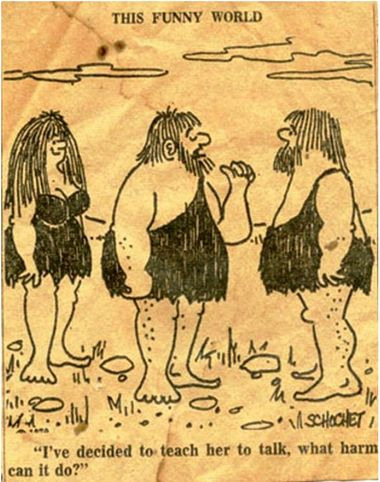 THIS FUNNY WORLD
SCHOCHET
"I've decided to teach her to talk, what harm
can it do?"